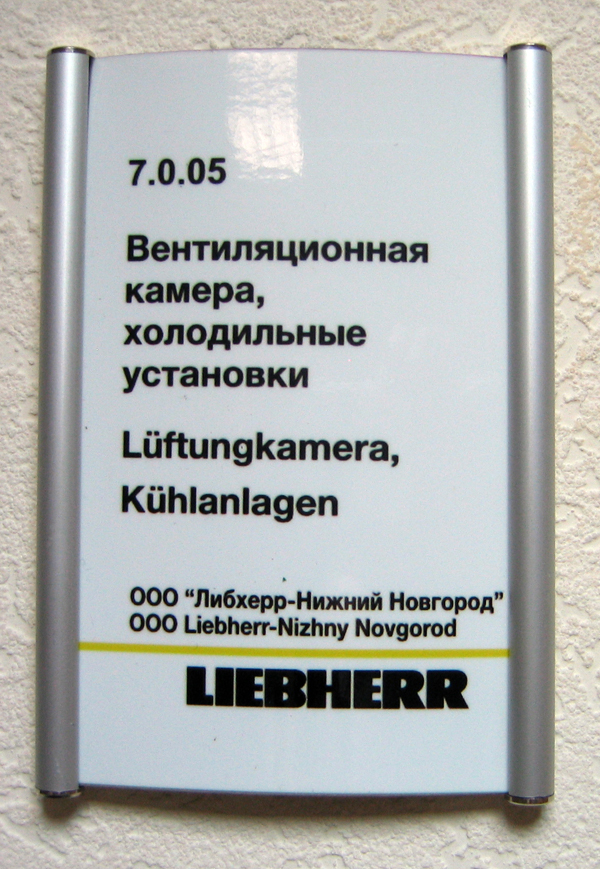 7.0.05
Вентиляционная
камера,
холодильные
установки
Lüftungkamera,
Kühlanlagen
ООО “Либхерр-Нижний Новгород”
OOO Liebherr-Nizhny Novgorod
LIEBHERR